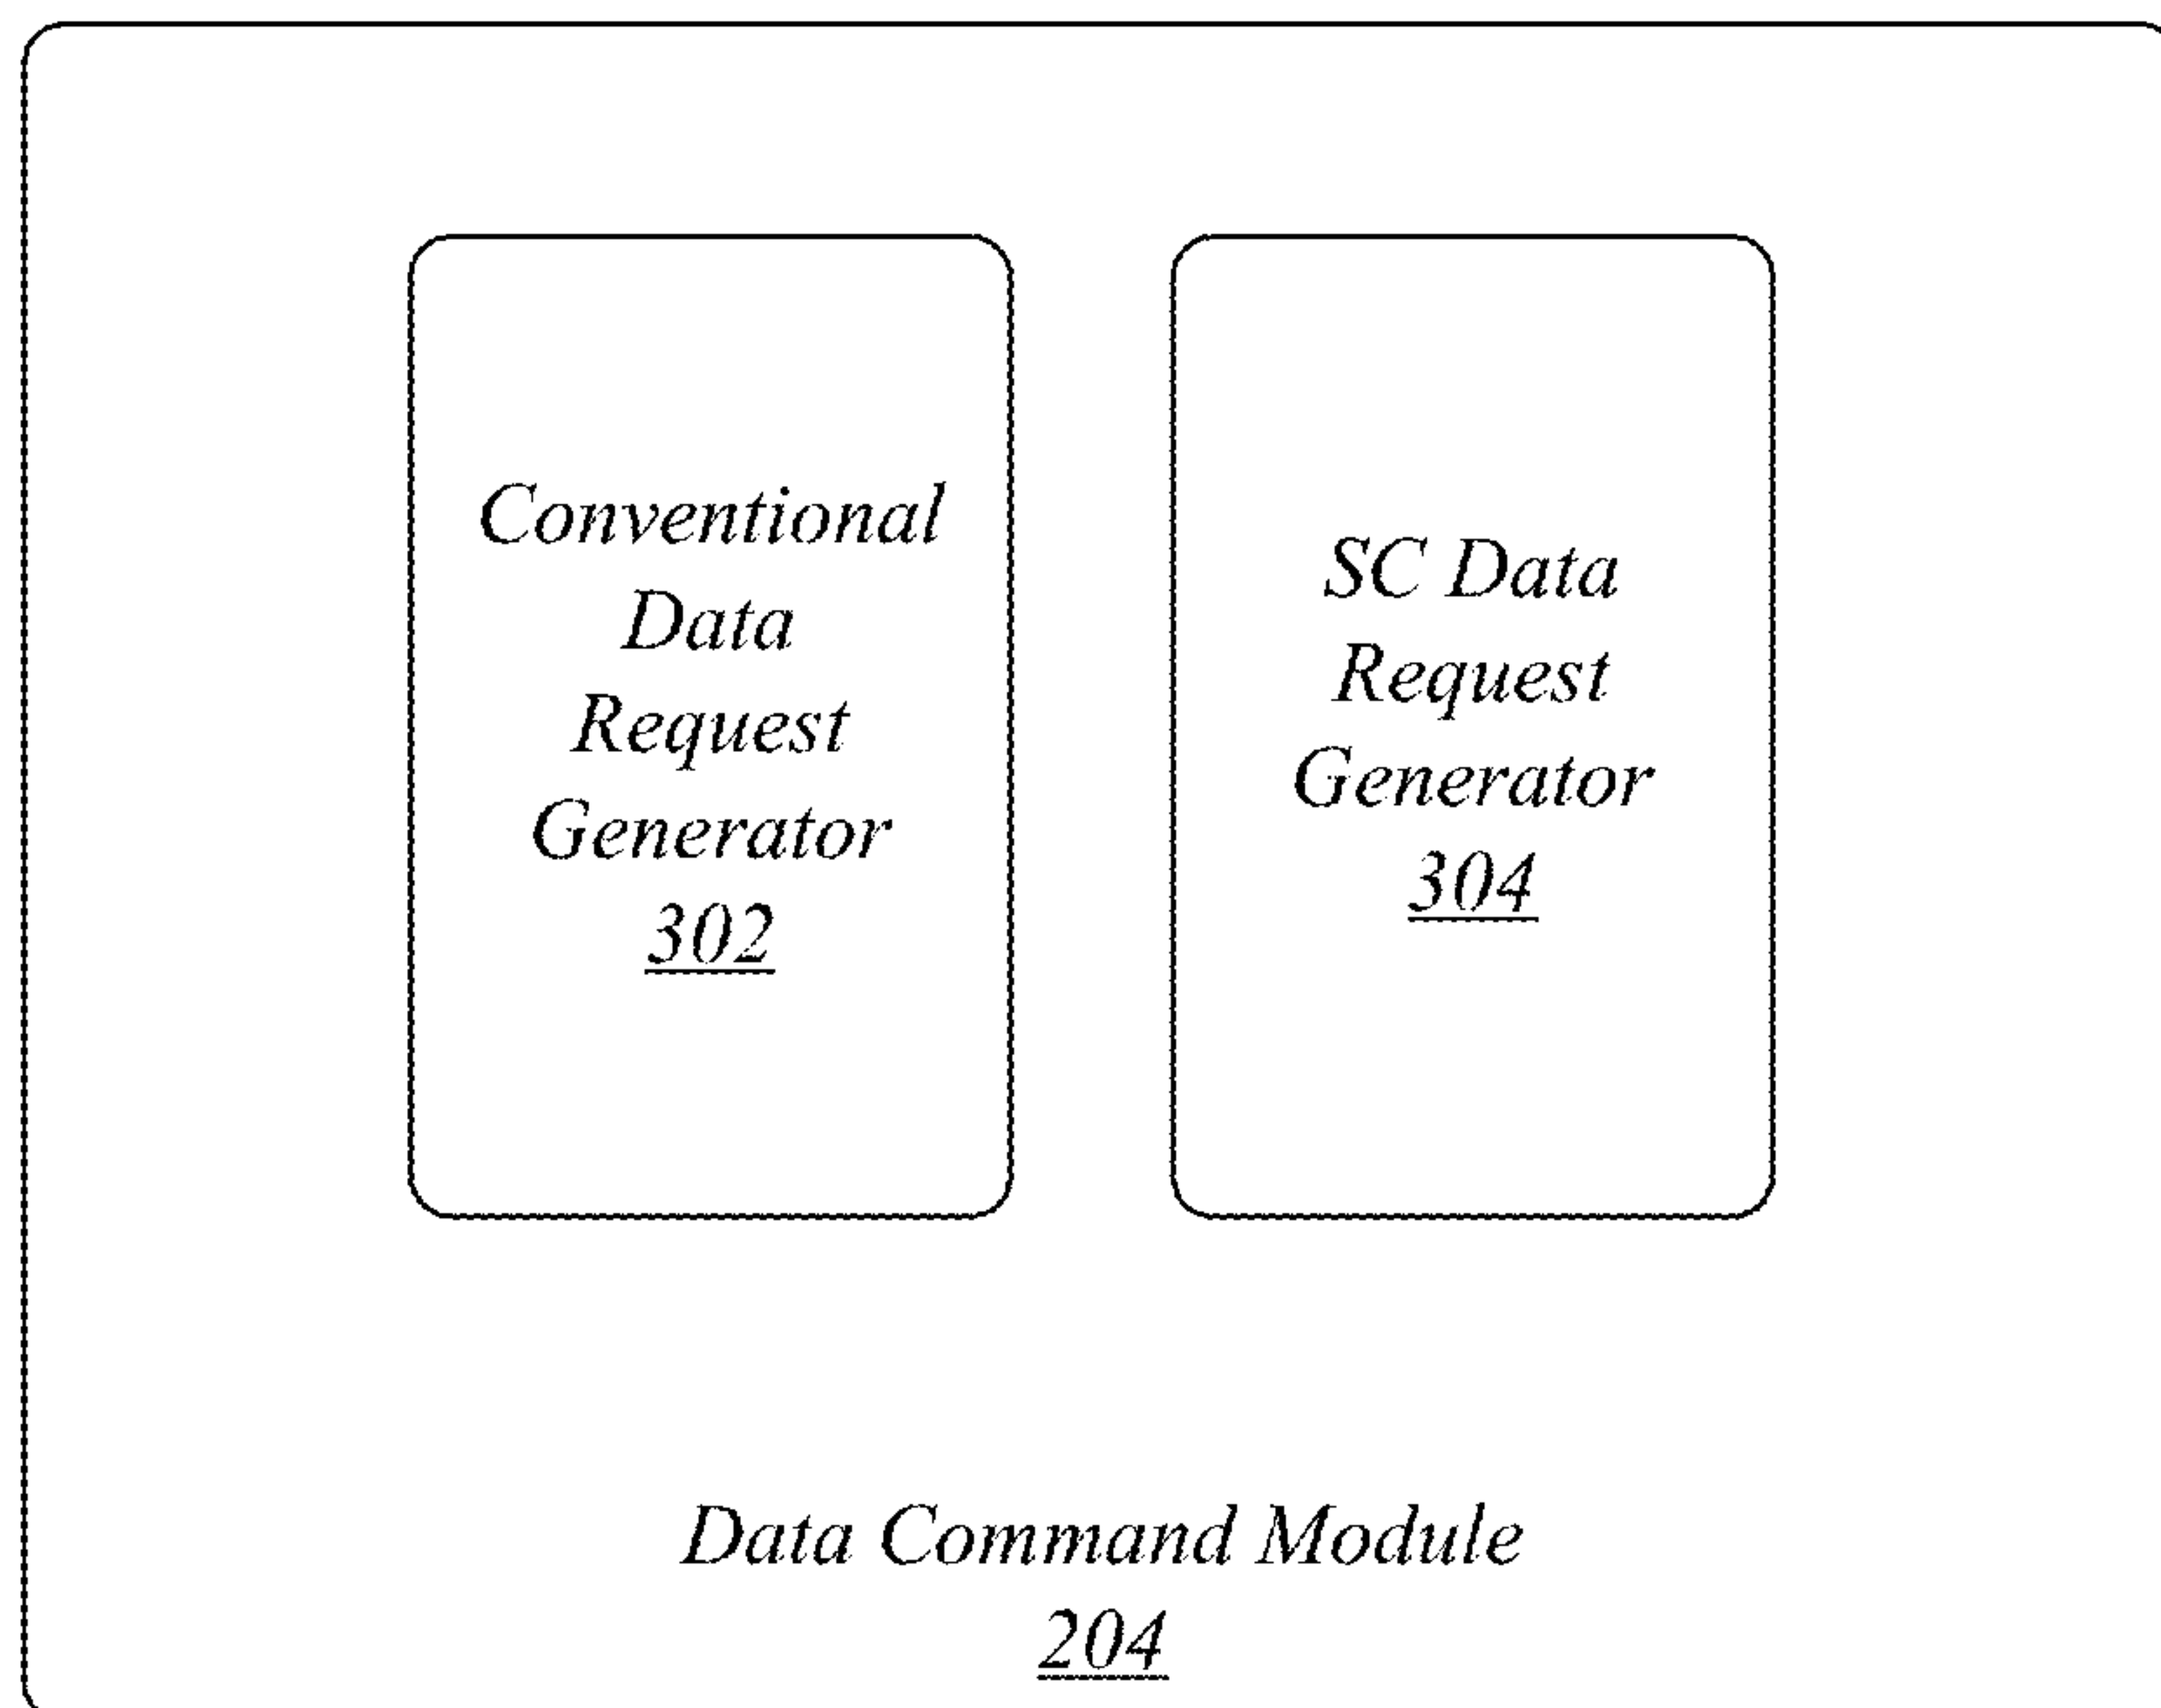 Conventional
Data
Request
Generator
302
SC Data
Request
Generator
304
Data Command Module
204